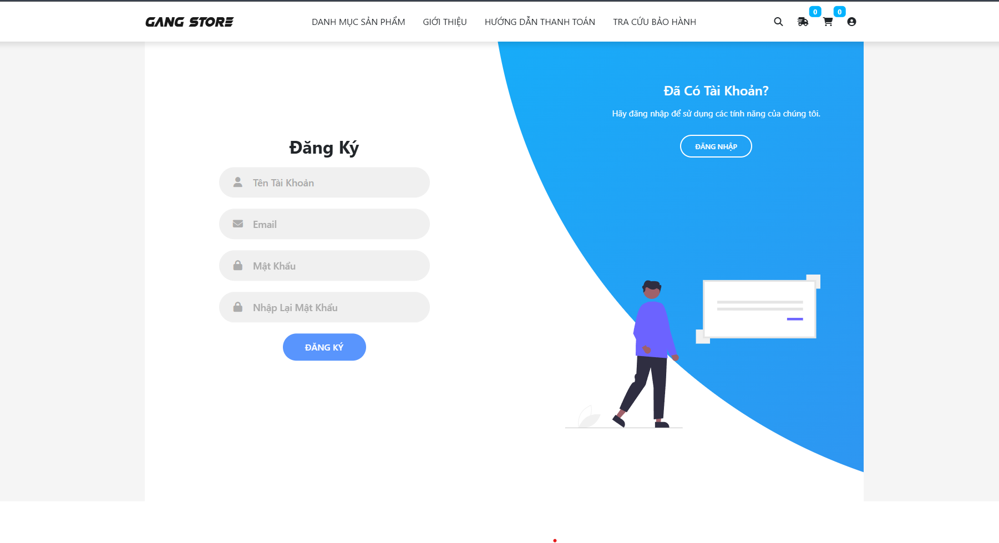 GANG STORE
DANH MỤC SẢN PHẨM
GIỚI THIỆU
HƯỚNG DẪN THANH TOÁN
TRA CỨU BẢO HÀNH
0
0
Đăng Ký
Tên Tài Khoản
Email
Mật Khẩu
Nhập Lại Mật Khẩu
ĐĂNG KÝ
Đã Có Tài Khoản?
Hãy đăng nhập để sử dụng các tính năng của chúng tôi.
ĐĂNG NHẬP